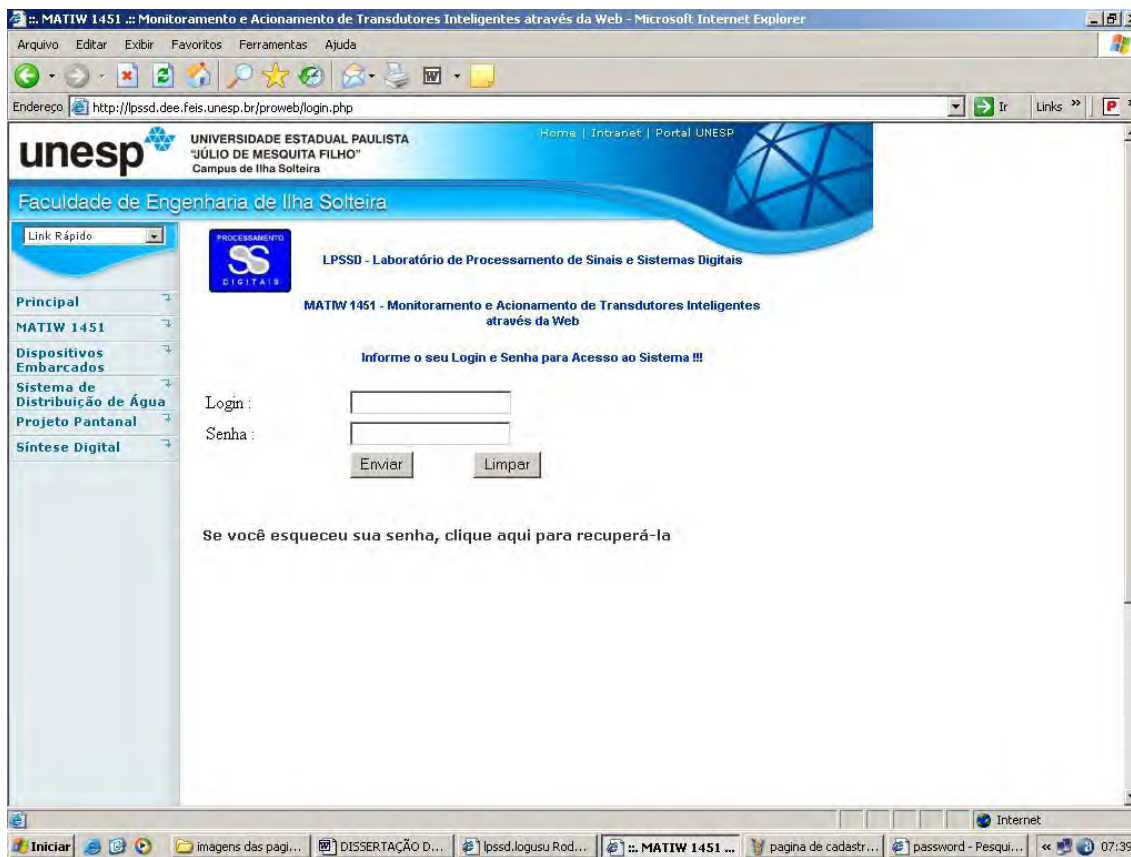 ::. MATIW 1451 .:: Monitoramento e Acionamento de Transdutores Inteligentes através da Web - Microsoft Internet Explorer
Arquivo Editar Exibir Favoritos Ferramentas Ajuda
Endereço http://lpssd.dee.feis.unesp.br/proweb/login.php Ir Links »
unesp
UNIVERSIDADE ESTADUAL PAULISTA
"JÚLIO DE MESQUITA FILHO"
Campus de Ilha Solteira
Home | Intranet | Portal UNESP
Faculdade de Engenharia de Ilha Solteira
Link Rápido
Principal
MATIW 1451
Dispositivos
Embarcados
Sistema de
Distribuição de Água
Projeto Pantanal
Síntese Digital
PROCESSAMENTO
SS
DIGITAIS
LPSSD - Laboratório de Processamento de Sinais e Sistemas Digitais
MATIW 1451 - Monitoramento e Acionamento de Transdutores Inteligentes
através da Web
Informe o seu Login e Senha para Acesso ao Sistema !!!
Login :
Senha :
Enviar Limpar
Se você esqueceu sua senha, clique aqui para recuperá-la
Internet
Iniciar imagens das pagi... DISSERTAÇÃO D... lpssd.logusu Rod... ::. MATIW 1451 ... pagina de cadastr... password - Pesqui... « 07:39